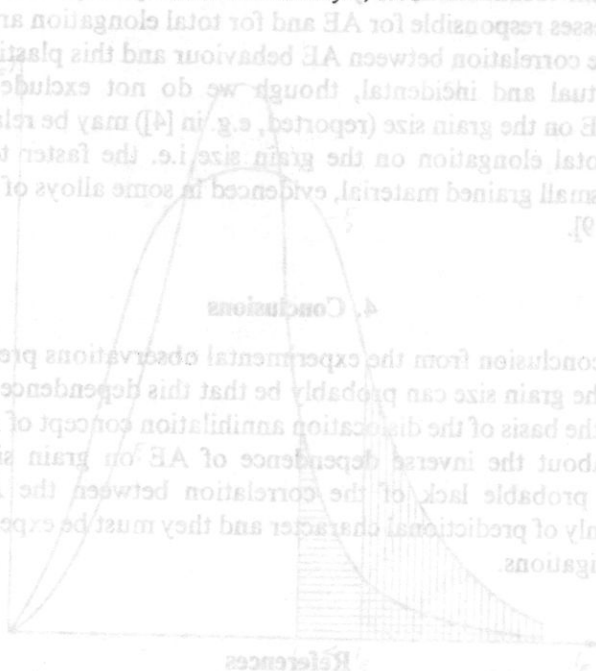 esses responsible for AE and for total elongation ar
e correlation between AE behaviour and this plasti
tual and incidental, though we do not exclude
E on the grain size (reported, e.g. in [4]) may be rela
otal elongation on the grain size i.e. the faster t
small grained material, evidenced in some alloys of
9].
4. Conclusions
conclusion from the experimental observations pre
he grain size can probably be that this dependence
he basis of the dislocation annihilation concept of
bout the inverse dependence of AE on grain si
probable lack of the correlation between the A
nly of predictional character and they must be expe
igations.
References